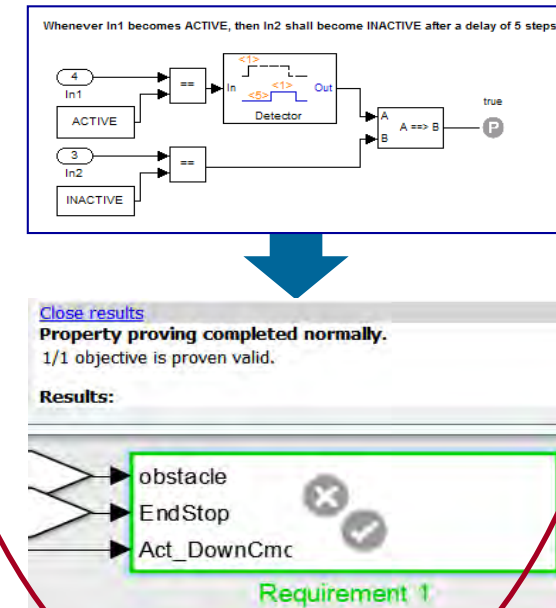 Whenever In1 becomes ACTIVE, then In2 shall become INACTIVE after a delay of 5 steps
4
In1
ACTIVE
==
<1>
In
<5>
<1>
Out
Detector
3
In2
INACTIVE
==
A
B
A ==> B
true
P
Close results
Property proving completed normally.
1/1 objective is proven valid.
Results:
obstacle
EndStop
Act_DownCmc
Requirement 1